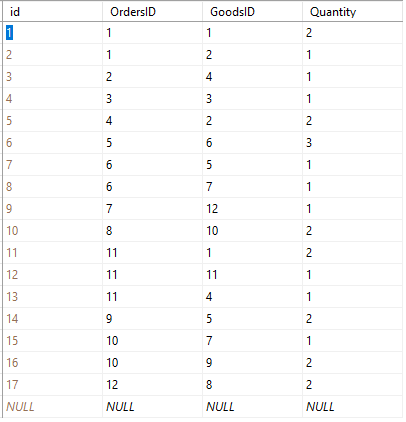 id OrdersID GoodsID Quantity
1 1 1 2
2 1 2 1
3 2 4 1
4 3 3 1
5 4 2 2
6 5 6 3
7 6 5 1
8 6 7 1
9 7 12 1
10 8 10 2
11 11 1 2
12 11 11 1
13 11 4 1
14 9 5 2
15 10 7 1
16 10 9 2
17 12 8 2
NULL NULL NULL NULL